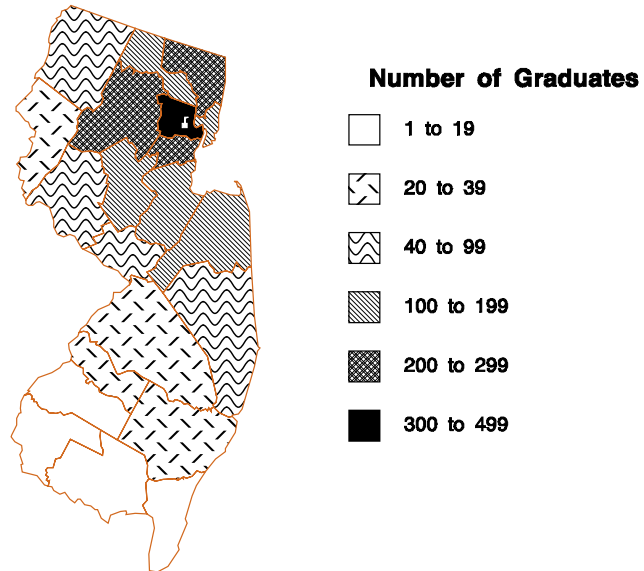 Number of Graduates
1 to 19
20 to 39
40 to 99
100 to 199
200 to 299
300 to 499